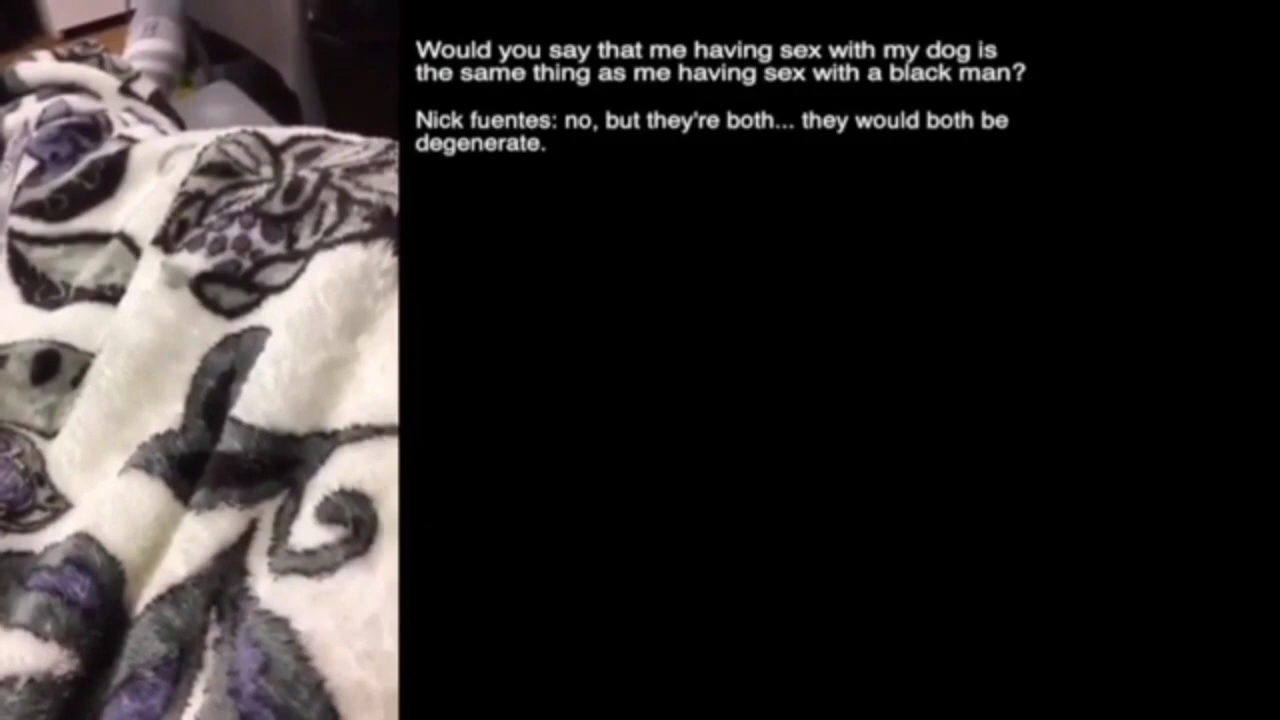 Would you say that me having sex with my dog is
the same thing as me having sex with a black man?
Nick fuentes: no, but they're both... they would both be
degenerate.